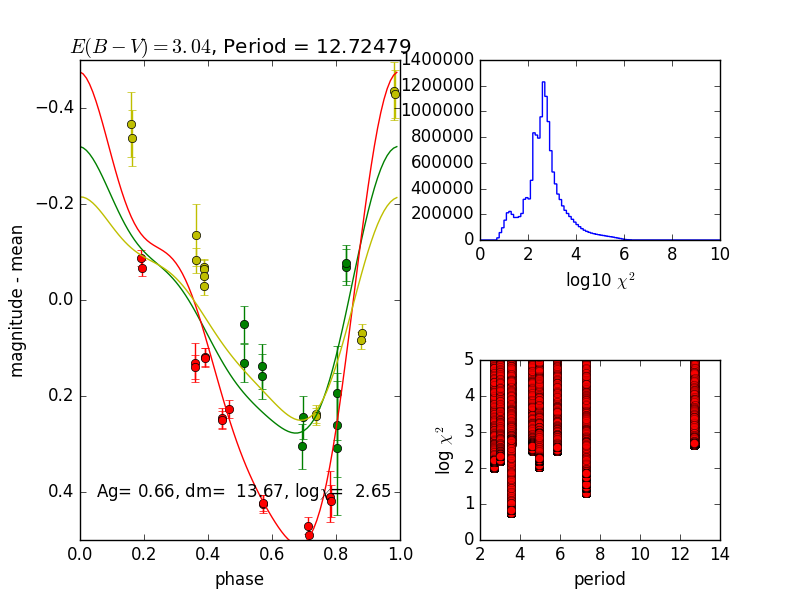 E(B − V) = 3.04, Period = 12.72479
magnitude - mean
−0.4
−0.2
0.0
0.2
0.4
Ag= 0.66, dm= 13.67, logχ= 2.65
0.0 0.2 0.4 0.6 0.8 1.0
phase
1400000
1200000
1000000
800000
600000
400000
200000
0
0 2 4 6 8 10
log10 χ²
log χ²
5
4
3
2
1
0
2 4 6 8 10 12 14
period